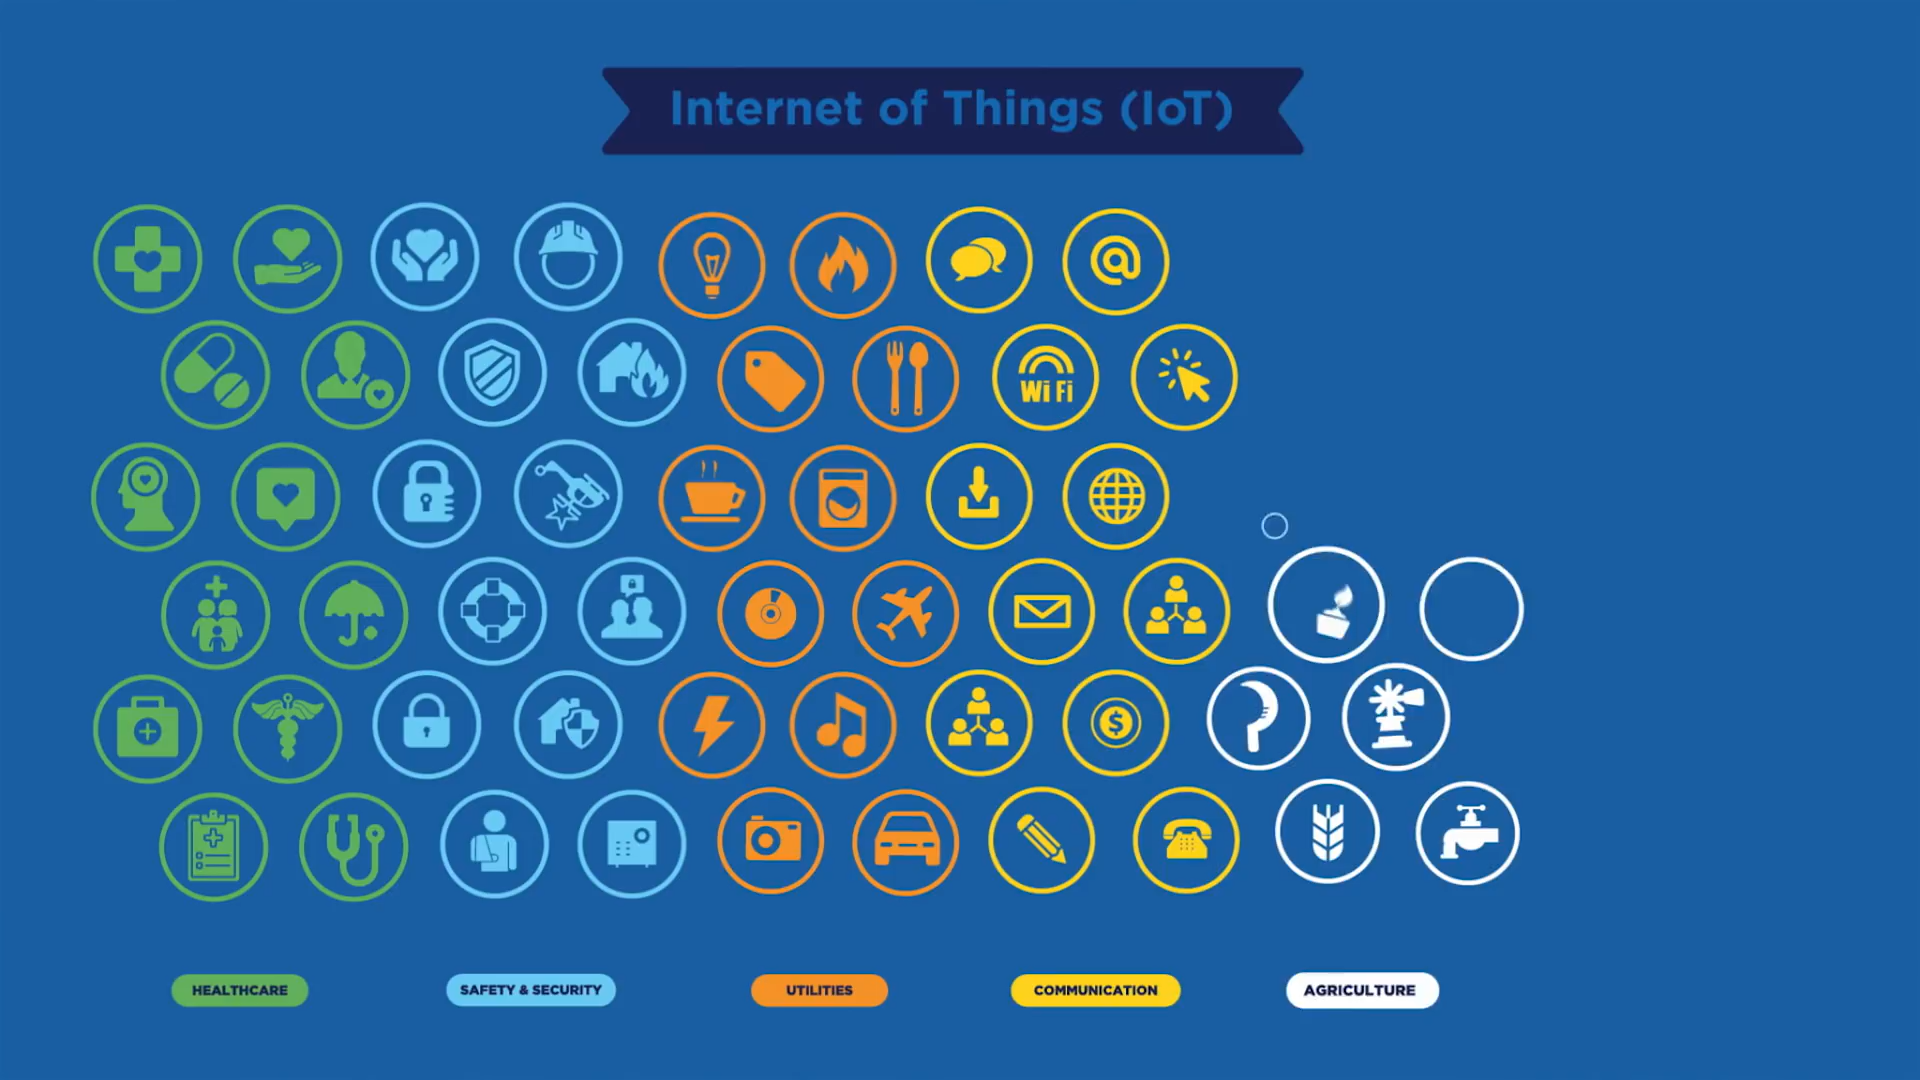 Internet of Things (IoT)
@
Wi Fi
$
HEALTHCARE
SAFETY & SECURITY
UTILITIES
COMMUNICATION
AGRICULTURE